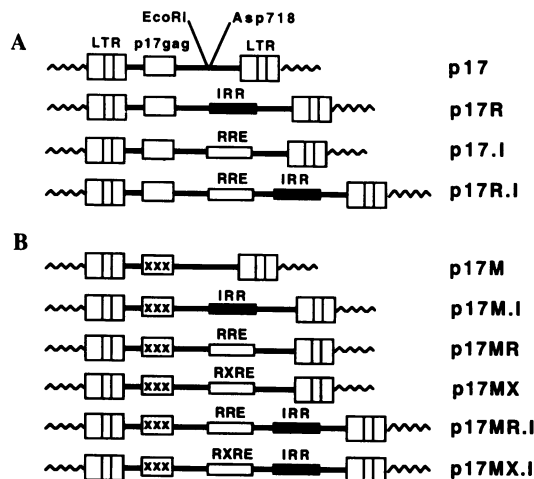 EcoRI Asp718
A
LTR p17gag LTR
p17
IRR
p17R
RRE
p17.I
RRE IRR
p17R.I
B
xxx
p17M
IRR
xxx
p17M.I
RRE
xxx
p17MR
RXRE
xxx
p17MX
RRE IRR
xxx
p17MR.I
RXRE IRR
xxx
p17MX.I